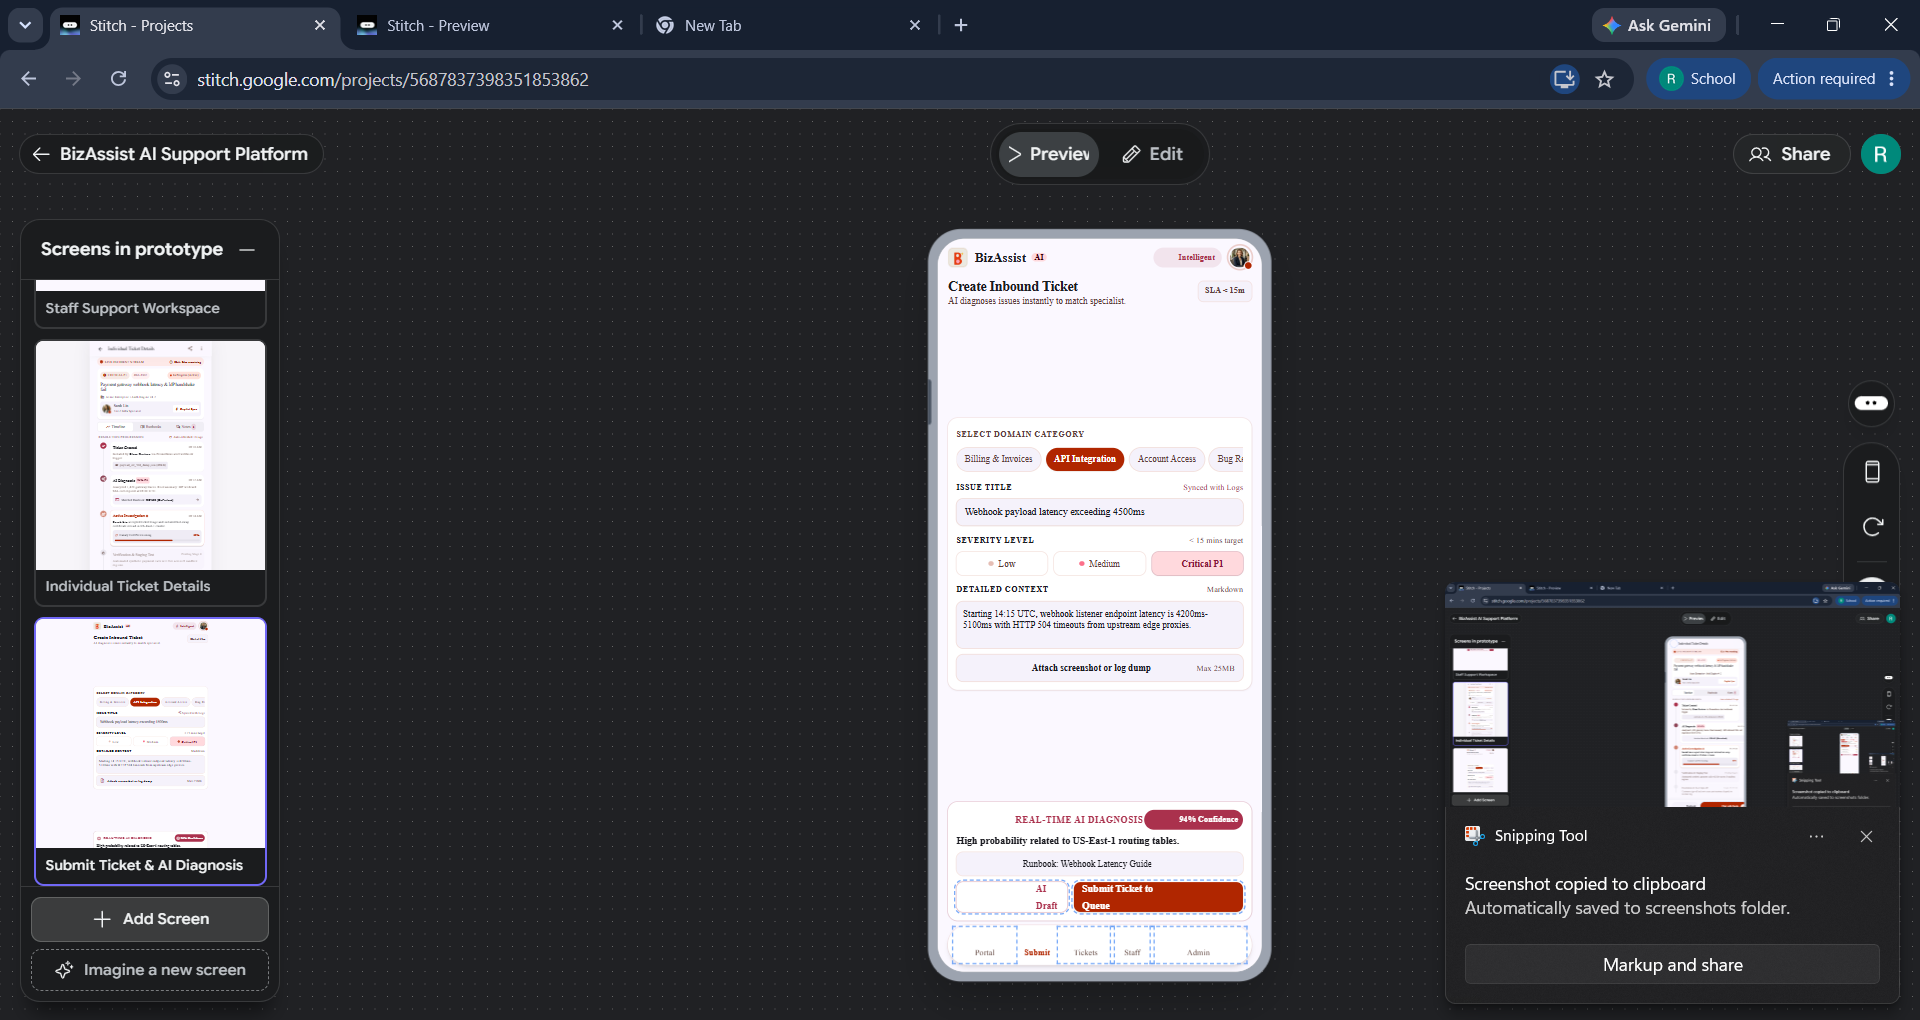 Stitch - Projects
Stitch - Preview
New Tab
Ask Gemini
stitch.google.com/projects/5687837398351853862
R
School
Action required
BizAssist AI Support Platform
Preview
Edit
Share
R
Screens in prototype
Staff Support Workspace
Individual Ticket Details
Submit Ticket & AI Diagnosis
Add Screen
Imagine a new screen
B
BizAssist AI
Intelligent
Create Inbound Ticket
AI diagnoses issues instantly to match specialist.
SLA < 15m
SELECT DOMAIN CATEGORY
Billing & Invoices
API Integration
Account Access
Bug R
ISSUE TITLE
Synced with Logs
Webhook payload latency exceeding 4500ms
SEVERITY LEVEL
< 15 mins target
Low
Medium
Critical P1
DETAILED CONTEXT
Markdown
Starting 14:15 UTC, webhook listener endpoint latency is 4200ms-
5100ms with HTTP 504 timeouts from upstream edge proxies.
Attach screenshot or log dump
Max 25MB
REAL-TIME AI DIAGNOSIS
94% Confidence
High probability related to US-East-1 routing tables.
Runbook: Webhook Latency Guide
AI
Draft
Submit Ticket to
Queue
Portal
Submit
Tickets
Staff
Admin
Snipping Tool
Screenshot copied to clipboard
Automatically saved to screenshots folder.
Markup and share